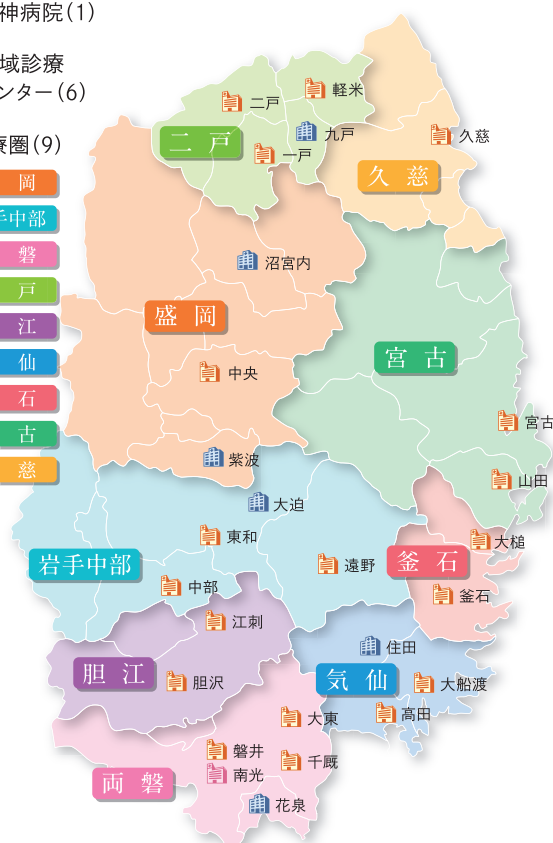 神病院(1)
域診療
ンター(6)
療圏(9)
岡
手中部
磐
戸
江
仙
石
古
慈
二戸
軽米
二戸
九戸
一戸
久慈
久慈
沼宮内
盛岡
宮古
中央
宮古
紫波
山田
大迫
東和
大槌
岩手中部
遠野
釜石
中部
釜石
江刺
住田
胆江
胆沢
気仙
大船渡
高田
大東
磐井
千厩
両磐
南光
花泉